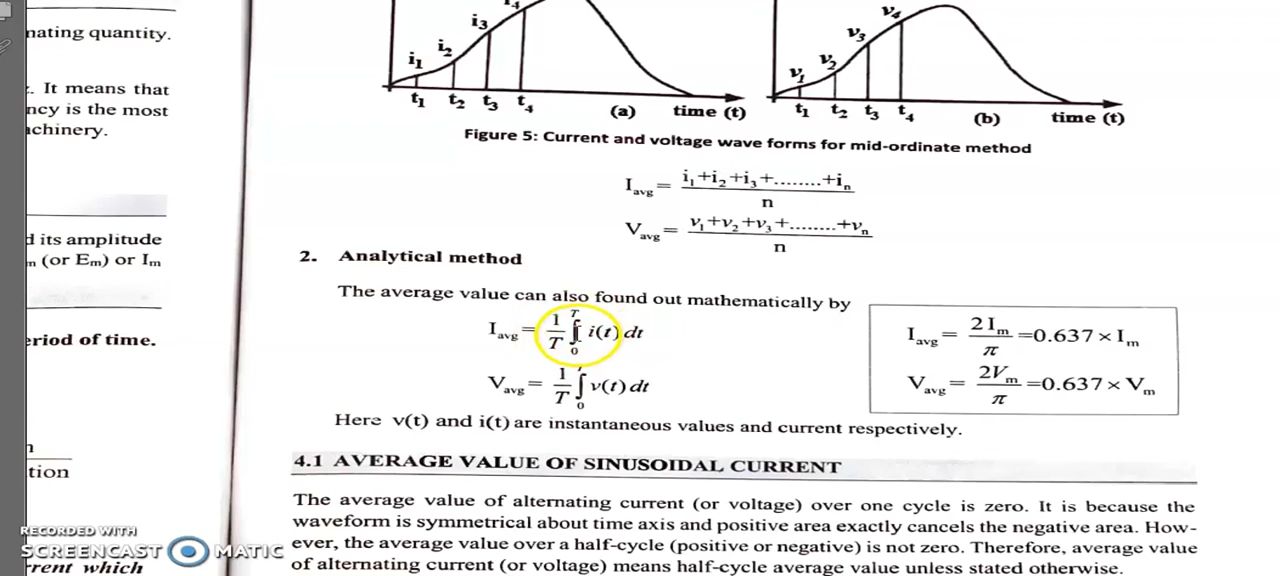 nating quantity.
. It means that
ncy is the most
achinery.
d its amplitude
m (or Em) or Im
eriod of time.
tion
rrent which
i1 i2 i3 i4
t1 t2 t3 t4 (a) time (t)
v1 v2 v3 v4
t1 t2 t3 t4 (b) time (t)
Figure 5: Current and voltage wave forms for mid-ordinate method
Iavg = i1+i2+i3+........+in / n
Vavg = v1+v2+v3+........+vn / n
2. Analytical method
The average value can also found out mathematically by
Iavg = 1/T ∫0T i(t) dt
Vavg = 1/T ∫0 v(t) dt
Iavg = 2Im/π =0.637 × Im
Vavg = 2Vm/π =0.637 × Vm
Here v(t) and i(t) are instantaneous values and current respectively.
4.1 AVERAGE VALUE OF SINUSOIDAL CURRENT
The average value of alternating current (or voltage) over one cycle is zero. It is because the
waveform is symmetrical about time axis and positive area exactly cancels the negative area. How-
ever, the average value over a half-cycle (positive or negative) is not zero. Therefore, average value
of alternating current (or voltage) means half-cycle average value unless stated otherwise.
RECORDED WITH
SCREENCAST MATIC